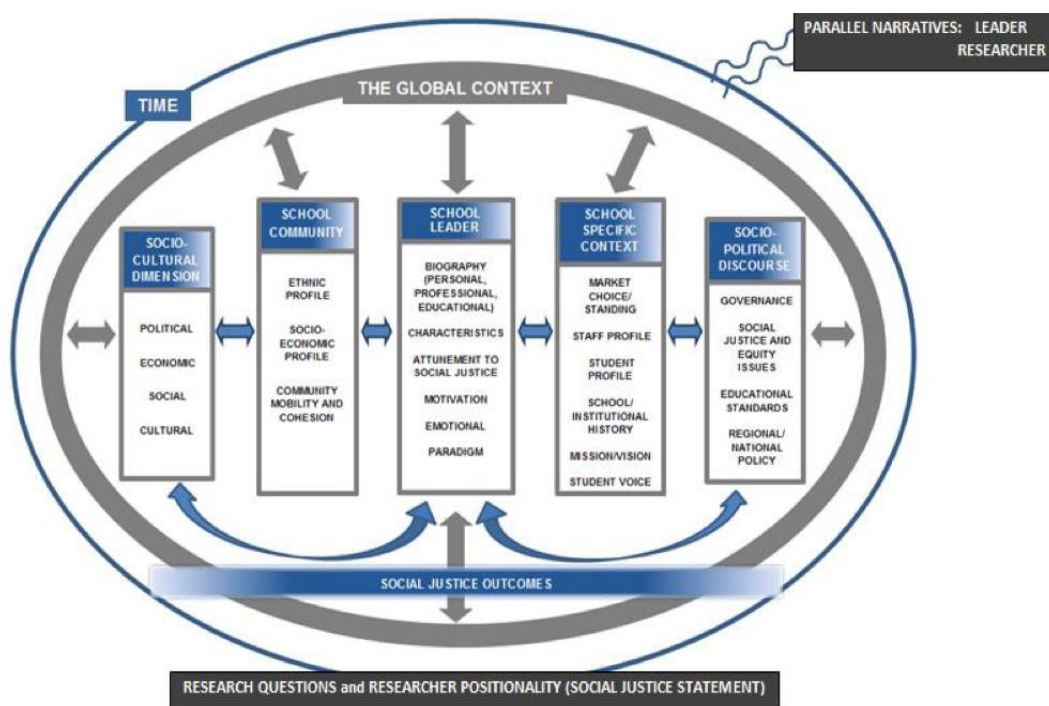 PARALLEL NARRATIVES: LEADER
RESEARCHER
THE GLOBAL CONTEXT
TIME
SOCIO-
CULTURAL
DIMENSION
POLITICAL
ECONOMIC
SOCIAL
CULTURAL
SCHOOL
COMMUNITY
ETHNIC
PROFILE
SOCIO-
ECONOMIC
PROFILE
COMMUNITY
MOBILITY AND
COHESION
SCHOOL
LEADER
BIOGRAPHY
(PERSONAL,
PROFESSIONAL,
EDUCATIONAL)
CHARACTERISTICS
ATTUNEMENT TO
SOCIAL JUSTICE
MOTIVATION
EMOTIONAL
PARADIGM
SCHOOL
SPECIFIC
CONTEXT
MARKET
CHOICE/
STANDING
STAFF PROFILE
STUDENT
PROFILE
SCHOOL/
INSTITUTIONAL
HISTORY
MISSION/VISION
STUDENT VOICE
SOCIO-
POLITICAL
DISCOURSE
GOVERNANCE
SOCIAL
JUSTICE AND
EQUITY
ISSUES
EDUCATIONAL
STANDARDS
REGIONAL/
NATIONAL
POLICY
SOCIAL JUSTICE OUTCOMES
RESEARCH QUESTIONS and RESEARCHER POSITIONALITY (SOCIAL JUSTICE STATEMENT)